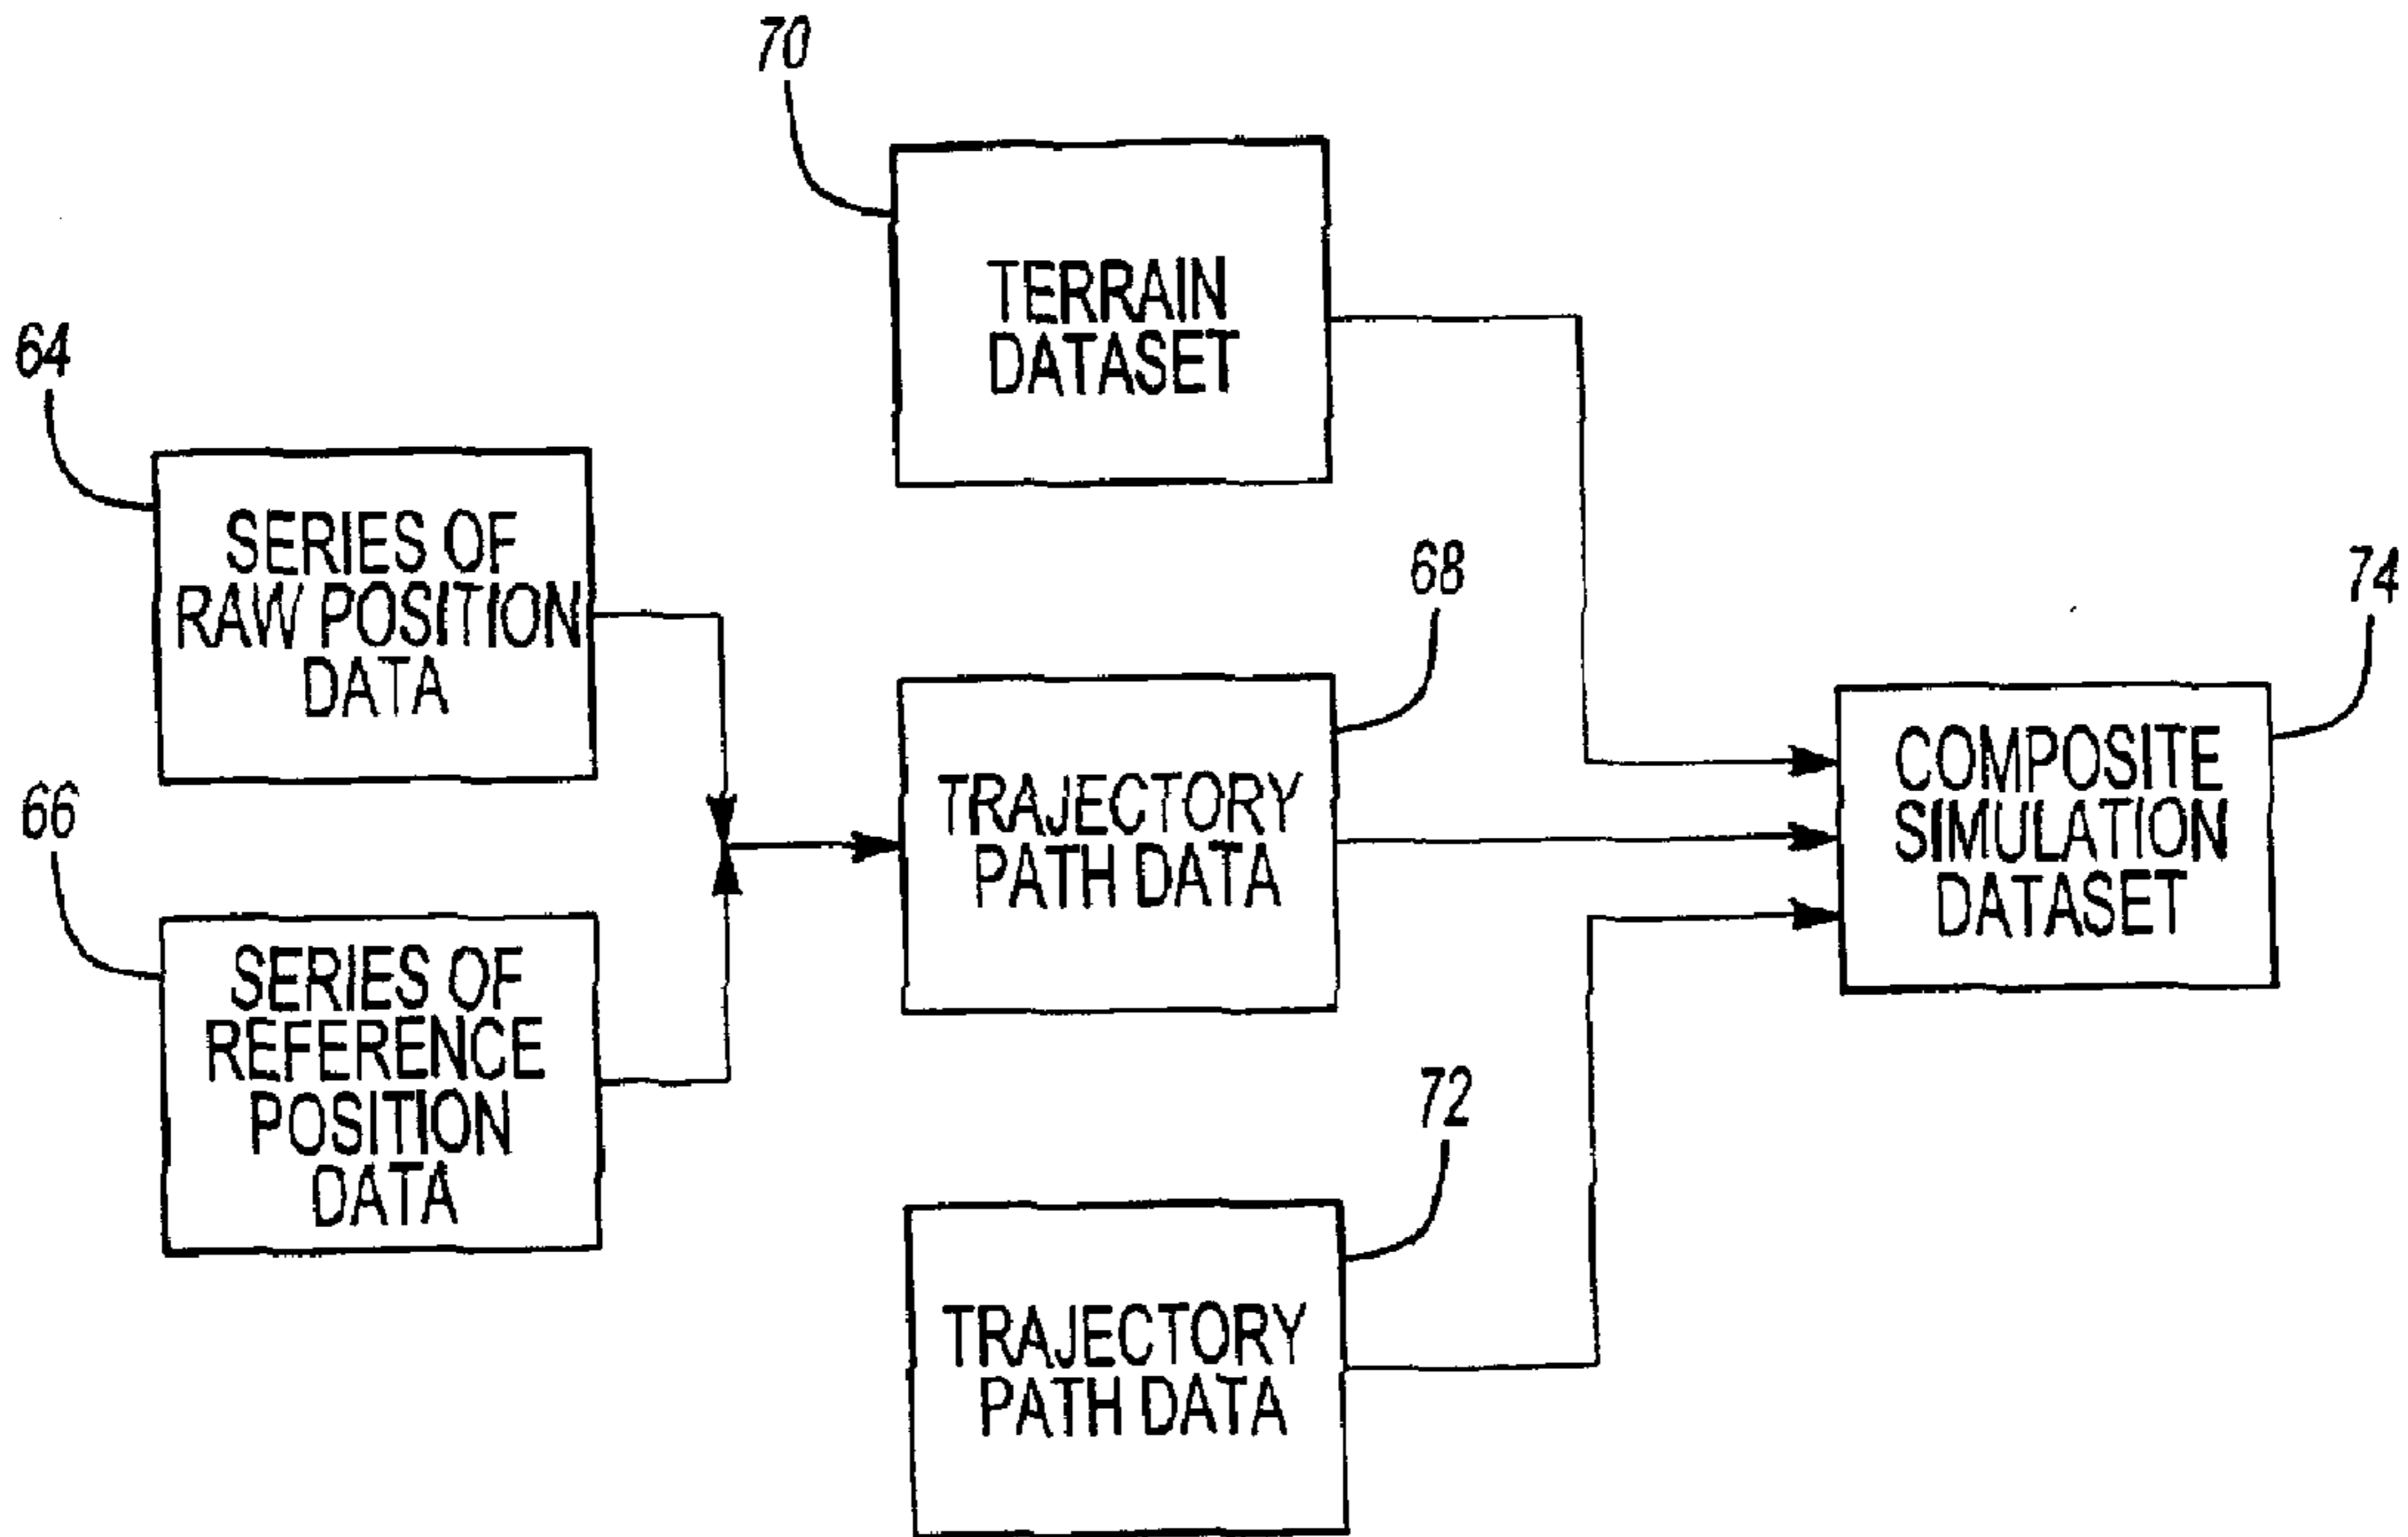 70
TERRAIN
DATASET
64
SERIES OF
RAW POSITION
DATA
68
TRAJECTORY
PATH DATA
74
COMPOSITE
SIMULATION
DATASET
66
SERIES OF
REFERENCE
POSITION
DATA
72
TRAJECTORY
PATH DATA